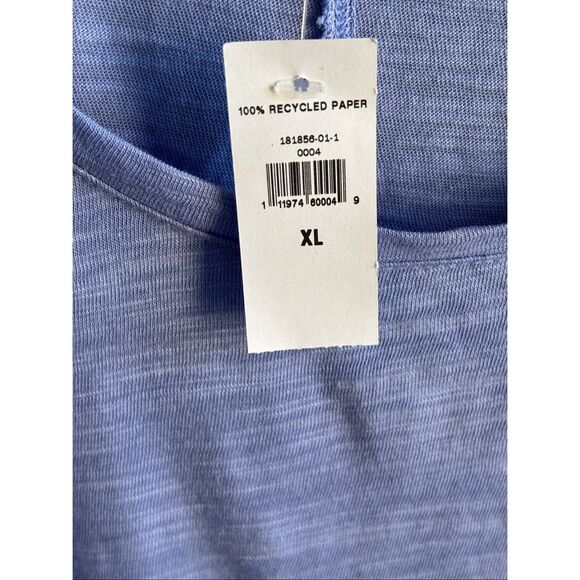 100% RECYCLED PAPER
181856-01-1
0004
1 11974 60004 9
XL